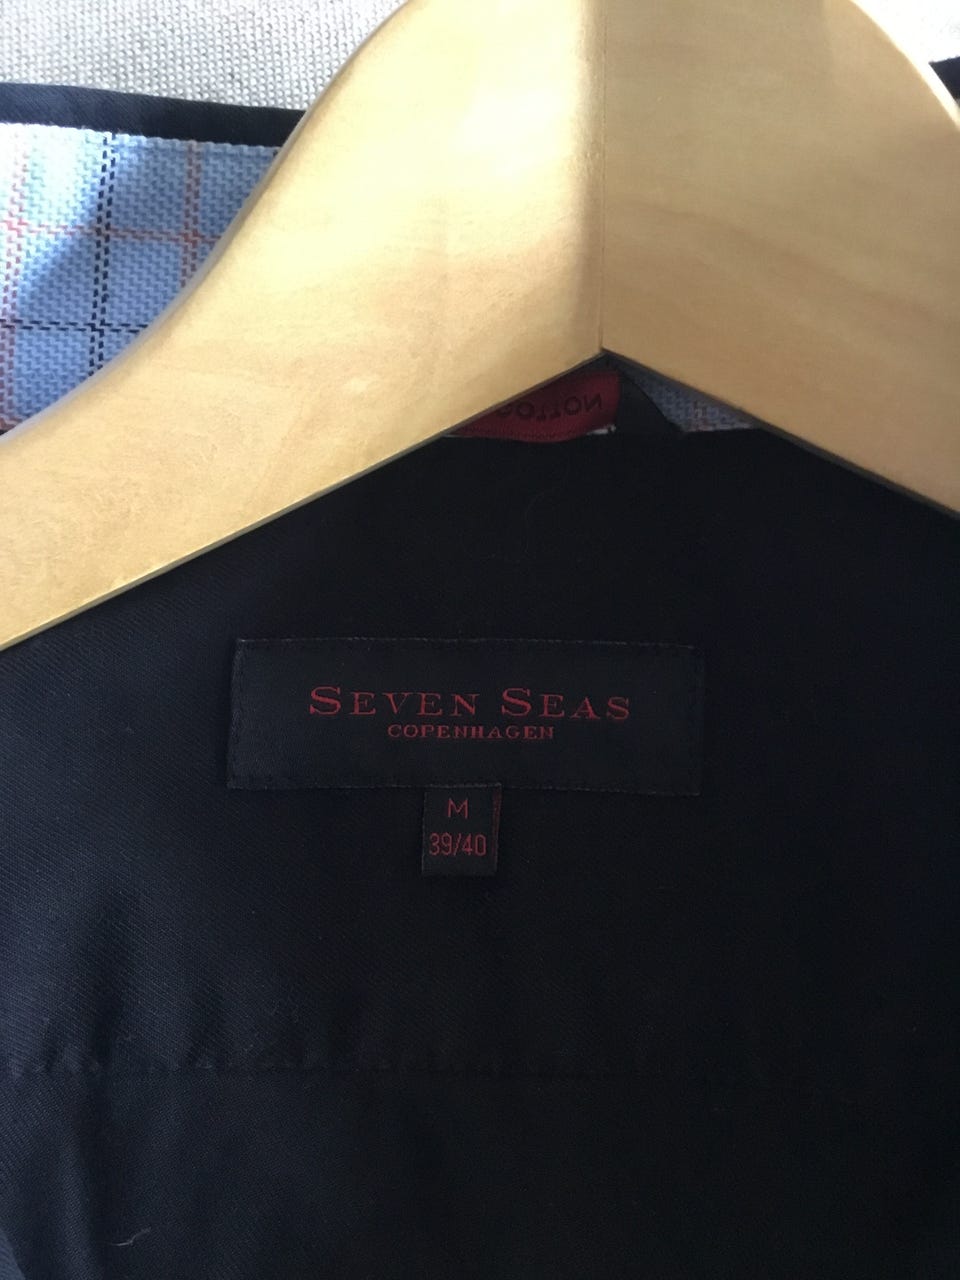 COTTON
SEVEN SEAS
COPENHAGEN
M
39/40